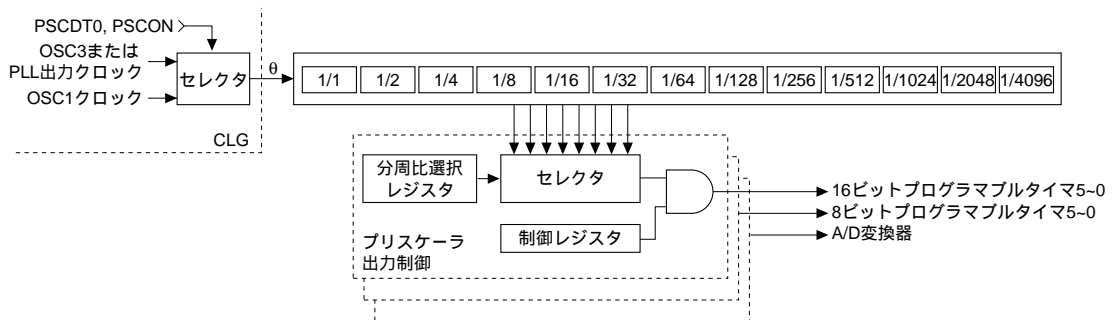 PSCDT0, PSCON
OSC3または
PLL出力クロック
OSC1クロック
セレクタ
θ
CLG
1/1 1/2 1/4 1/8 1/16 1/32 1/64 1/128 1/256 1/512 1/1024 1/2048 1/4096
分周比選択
レジスタ
セレクタ
制御レジスタ
プリスケーラ
出力制御
16ビットプログラマブルタイマ5~0
8ビットプログラマブルタイマ5~0
A/D変換器